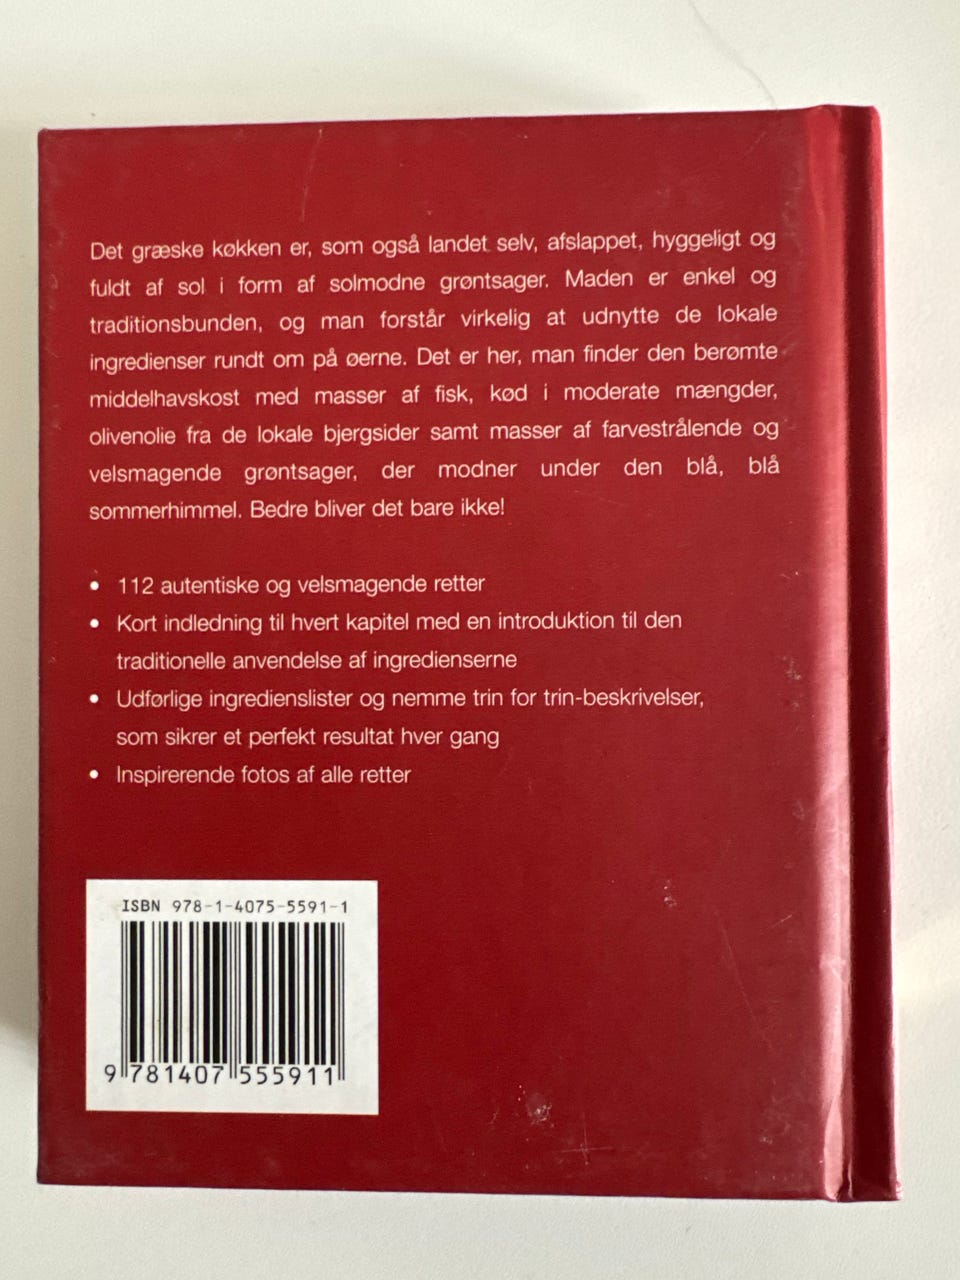 Det græske køkken er, som også landet selv, afslappet, hyggeligt og
fuldt af sol i form af solmodne grøntsager. Maden er enkel og
traditionsbunden, og man forstår virkelig at udnytte de lokale
ingredienser rundt om på øerne. Det er her, man finder den berømte
middelhavskost med masser af fisk, kød i moderate mængder,
olivenolie fra de lokale bjergsider samt masser af farvestrålende og
velsmagende grøntsager, der modner under den blå, blå
sommerhimmel. Bedre bliver det bare ikke!
• 112 autentiske og velsmagende retter
• Kort indledning til hvert kapitel med en introduktion til den
traditionelle anvendelse af ingredienserne
• Udførlige ingredienslister og nemme trin for trin-beskrivelser,
som sikrer et perfekt resultat hver gang
• Inspirerende fotos af alle retter
ISBN 978-1-4075-5591-1
9 781407 555911